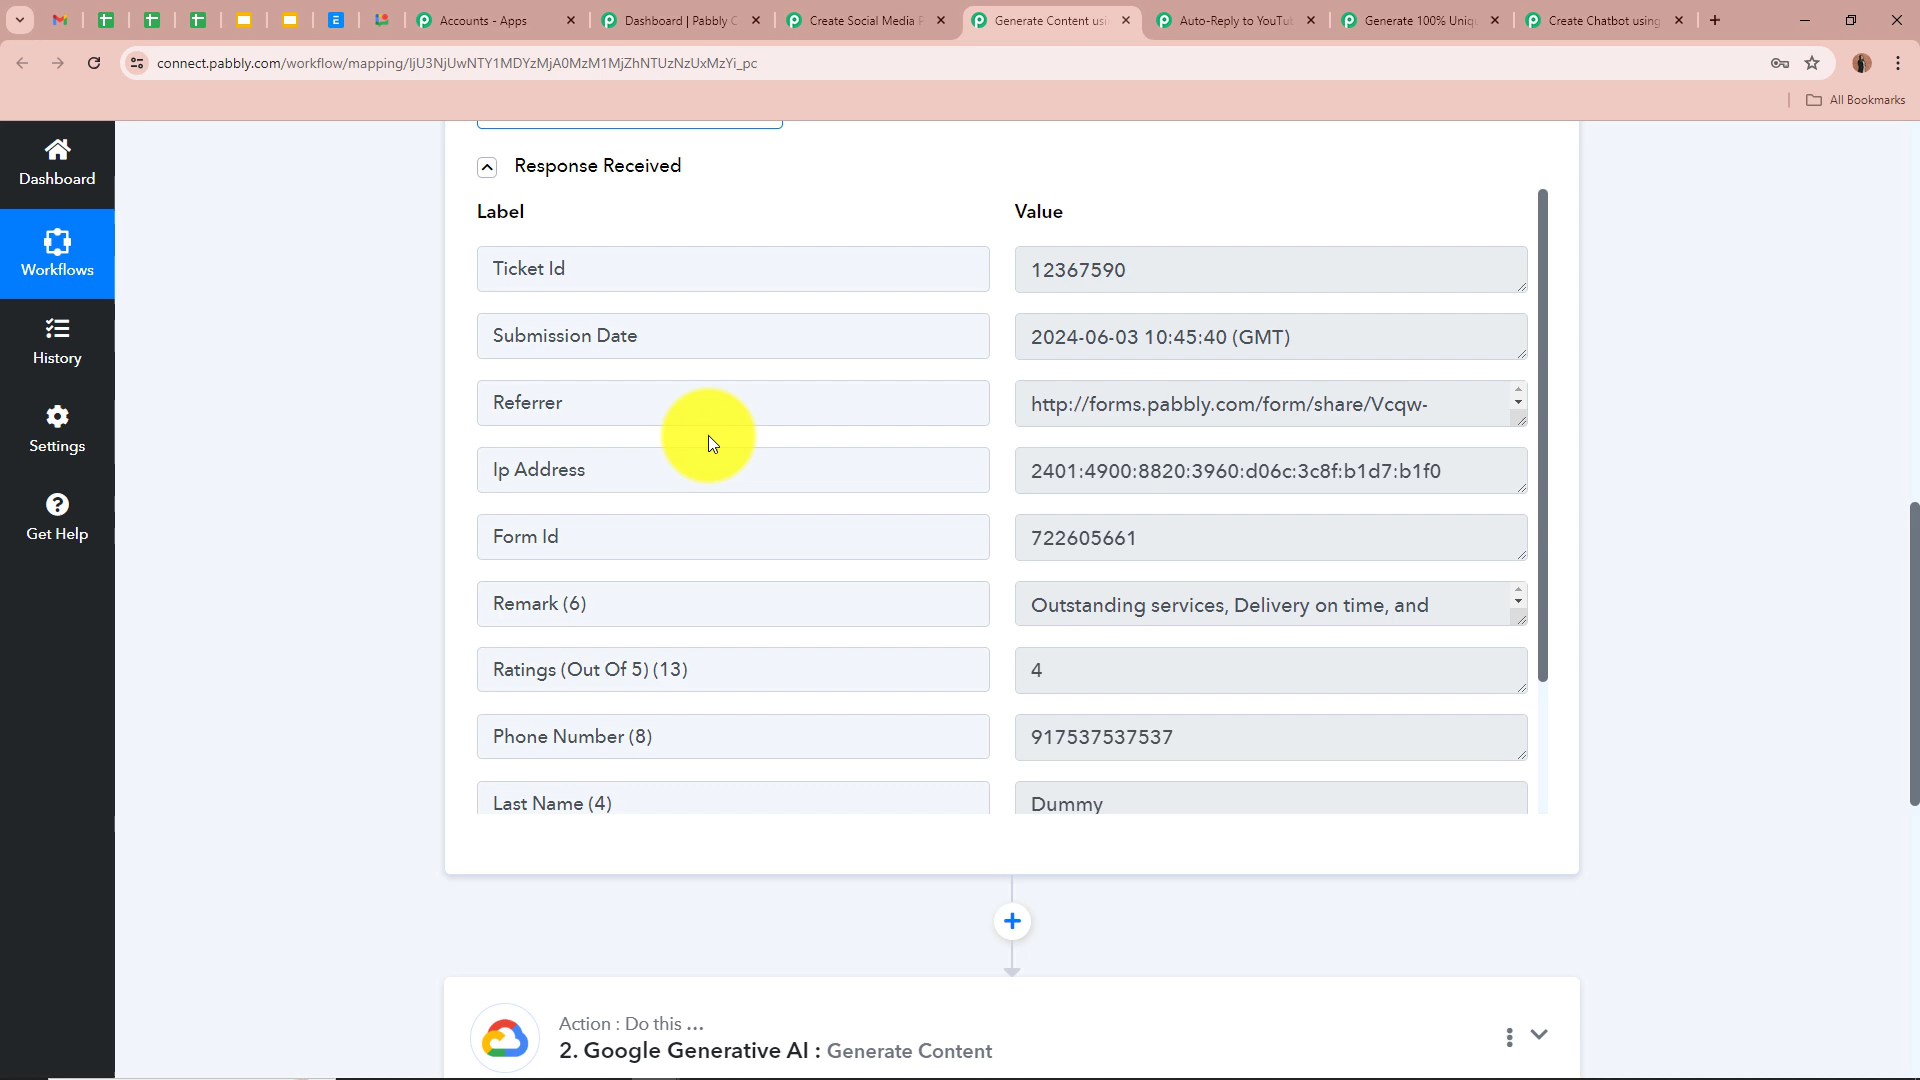 Accounts - Apps
Dashboard | Pabbly C
Create Social Media P
Generate Content usi
Auto-Reply to YouTub
Generate 100% Uniqu
Create Chatbot using
connect.pabbly.com/workflow/mapping/IjU3NjUwNTY1MDYzMjA0MzM1MjZhNTUzNzUxMzYi_pc
All Bookmarks
Dashboard
Workflows
History
Settings
Get Help
Response Received
Label
Value
Ticket Id
12367590
Submission Date
2024-06-03 10:45:40 (GMT)
Referrer
http://forms.pabbly.com/form/share/Vcqw-
Ip Address
2401:4900:8820:3960:d06c:3c8f:b1d7:b1f0
Form Id
722605661
Remark (6)
Outstanding services, Delivery on time, and
Ratings (Out Of 5) (13)
4
Phone Number (8)
917537537537
Last Name (4)
Dummy
Action : Do this ...
2. Google Generative AI : Generate Content